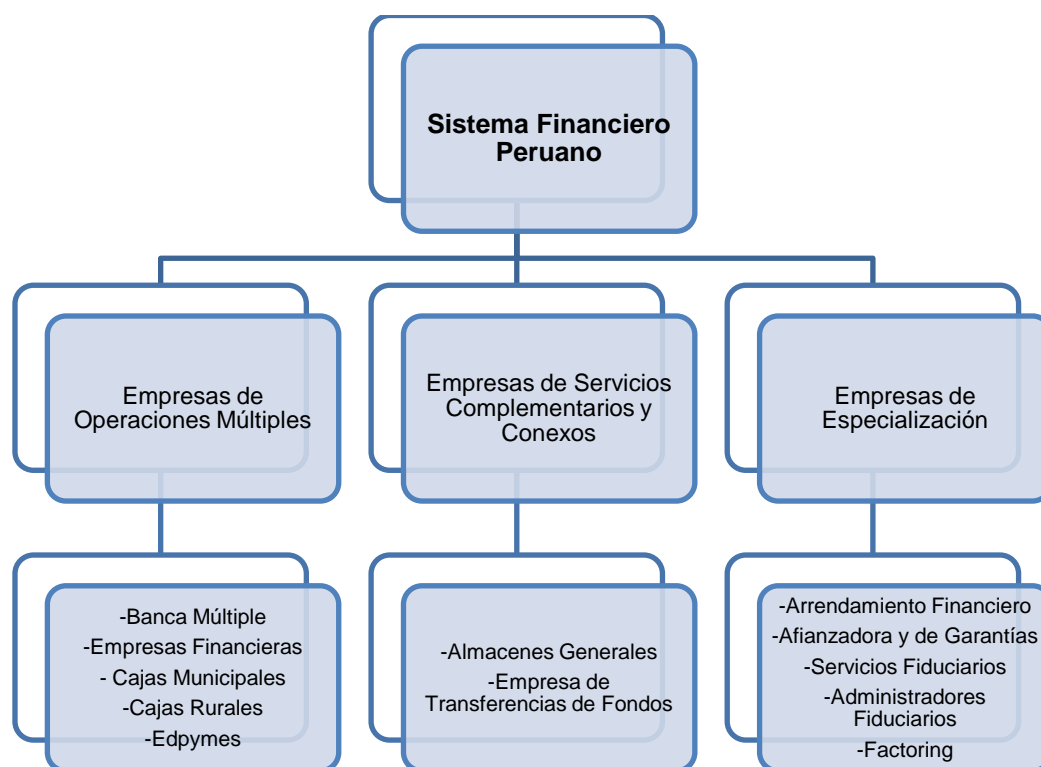 Sistema Financiero
Peruano
Empresas de
Operaciones Múltiples
Empresas de Servicios
Complementarios y
Conexos
Empresas de
Especialización
-Banca Múltiple
-Empresas Financieras
- Cajas Municipales
-Cajas Rurales
-Edpymes
-Almacenes Generales
-Empresa de
Transferencias de Fondos
-Arrendamiento Financiero
-Afianzadora y de Garantías
-Servicios Fiduciarios
-Administradores
Fiduciarios
-Factoring